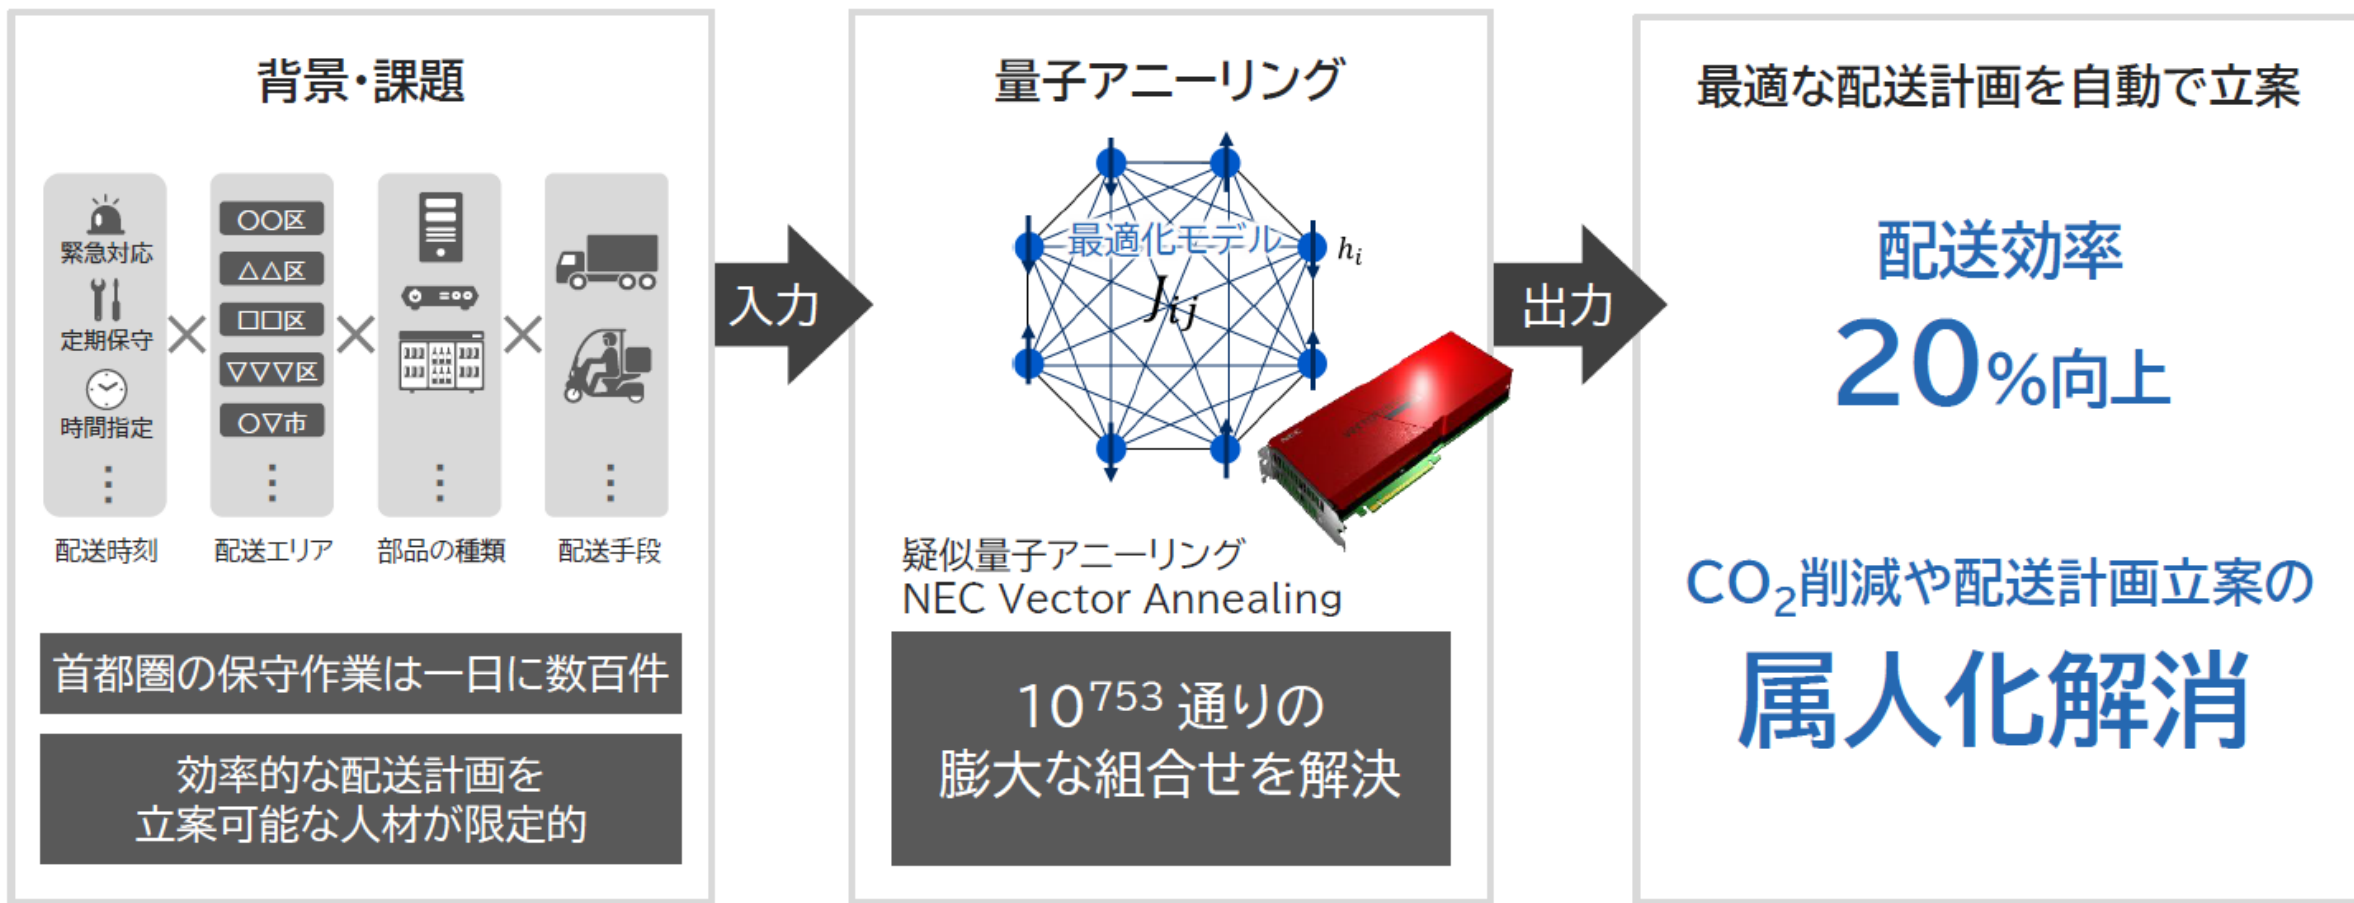 背景・課題
緊急対応
定期保守
時間指定
⋮
配送時刻
×
〇〇区
△△区
□□区
▽▽▽区
〇▽市
⋮
配送エリア
×
⋮
部品の種類
×
⋮
配送手段
首都圏の保守作業は一日に数百件
効率的な配送計画を
立案可能な人材が限定的
入力
量子アニーリング
最適化モデル
h_i
J_ij
NEC
疑似量子アニーリング
NEC Vector Annealing
10⁷⁵³ 通りの
膨大な組合せを解決
出力
最適な配送計画を自動で立案
配送効率
20%向上
CO₂削減や配送計画立案の
属人化解消